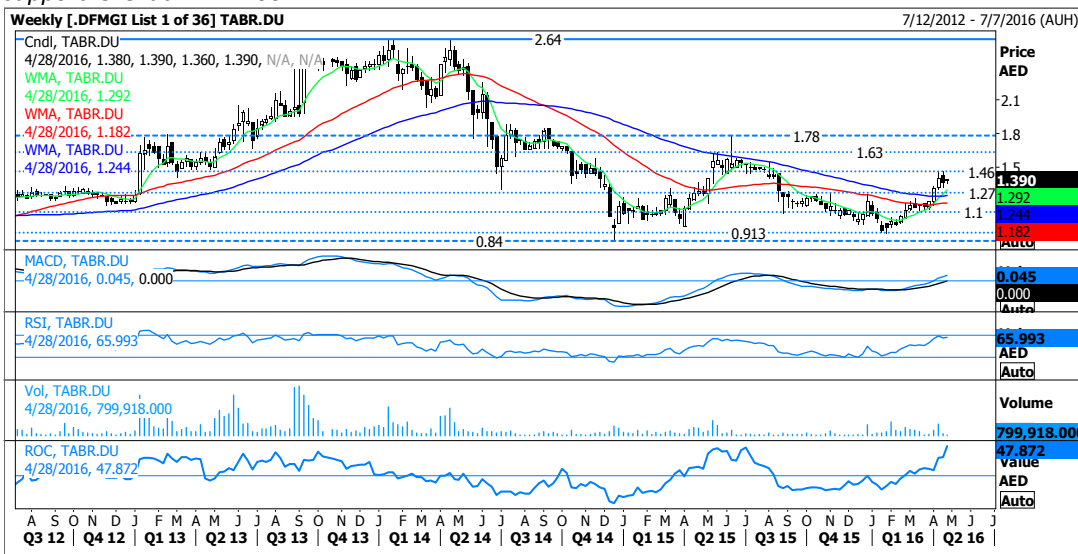 Weekly [.DFMGI List 1 of 36] TABR.DU
7/12/2012 - 7/7/2016 (AUH)
Cndl, TABR.DU
4/28/2016, 1.380, 1.390, 1.360, 1.390, N/A, N/A
WMA, TABR.DU
4/28/2016, 1.292
WMA, TABR.DU
4/28/2016, 1.182
WMA, TABR.DU
4/28/2016, 1.244
2.64
1.78
1.63
1.46
1.27
1.1
0.913
0.84
Price
AED
2.1
1.8
1.5
1.390
1.292
1.244
1.182
Auto
MACD, TABR.DU
4/28/2016, 0.045, 0.000
0.045
0.000
Auto
RSI, TABR.DU
4/28/2016, 65.993
65.993
AED
Auto
Vol, TABR.DU
4/28/2016, 799,918.000
Volume
799,918.000
ROC, TABR.DU
4/28/2016, 47.872
47.872
Value
AED
Auto
A S O N D J F M A M J J A S O N D J F M A M J J A S O N D J F M A M J J A S O N D J F M A M J J
Q3 12 Q4 12 Q1 13 Q2 13 Q3 13 Q4 13 Q1 14 Q2 14 Q3 14 Q4 14 Q1 15 Q2 15 Q3 15 Q4 15 Q1 16 Q2 16